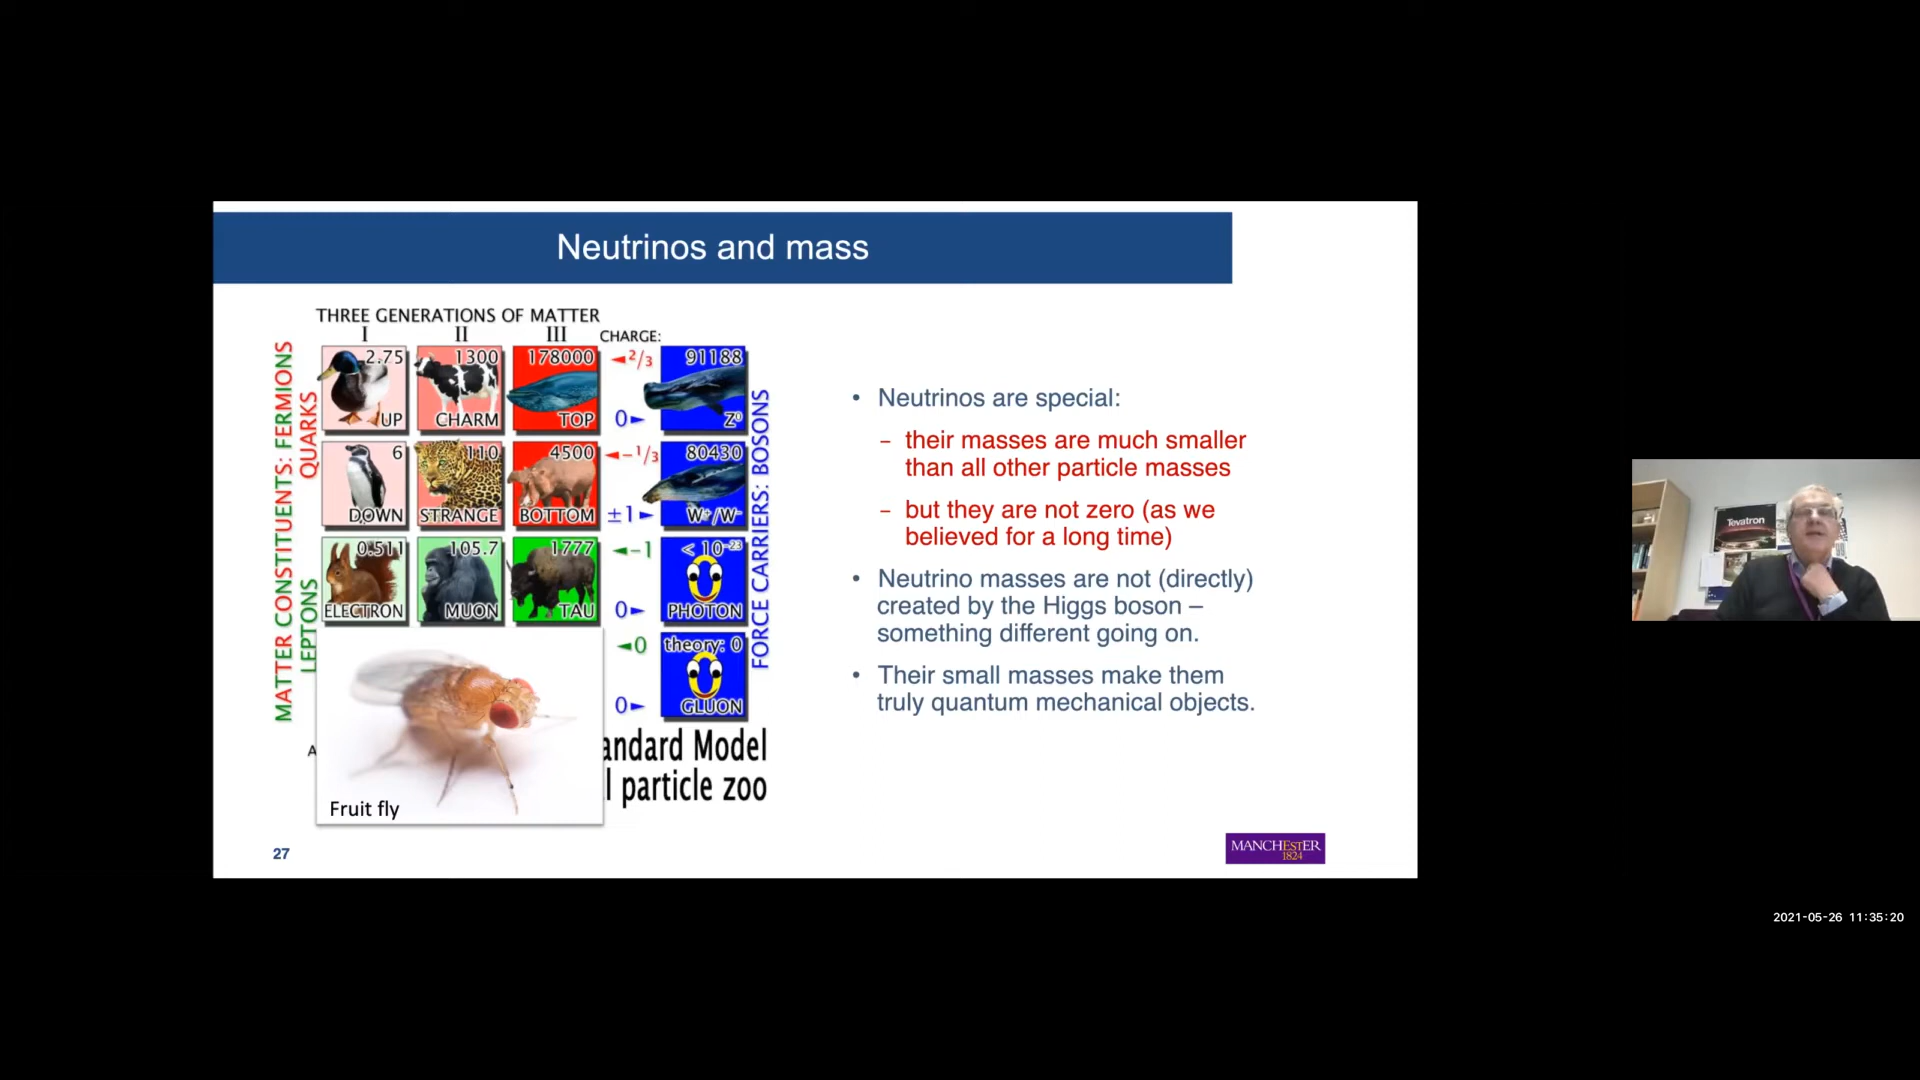 Neutrinos and mass
THREE GENERATIONS OF MATTER
I II III CHARGE:
MATTER CONSTITUENTS: FERMIONS
QUARKS
LEPTONS
FORCE CARRIERS: BOSONS
2.75 1300 178000 ◄2/3 91188
UP CHARM TOP 0► Z⁰
6 110 4500 ◄-1/3 80430
DOWN STRANGE BOTTOM ±1► W⁺/W⁻
0.511 105.7 1777 ◄-1 < 10⁻²³
ELECTRON MUON TAU 0► PHOTON
◄0 theory: 0
0► GLUON
A
andard Model
l particle zoo
Fruit fly
• Neutrinos are special:
– their masses are much smaller
than all other particle masses
– but they are not zero (as we
believed for a long time)
• Neutrino masses are not (directly)
created by the Higgs boson –
something different going on.
• Their small masses make them
truly quantum mechanical objects.
27
MANCHEsTER
1824
Tevatron
2021-05-26 11:35:20